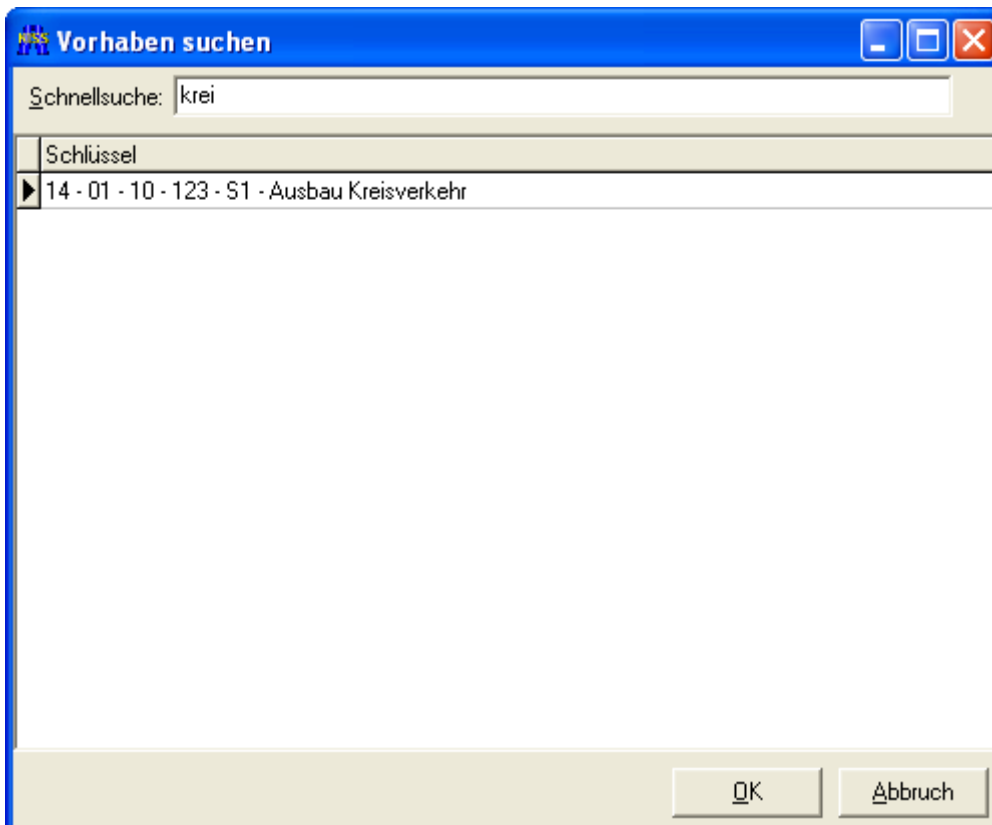 Vorhaben suchen
Schnellsuche: krei
Schlüssel
14 - 01 - 10 - 123 - S1 - Ausbau Kreisverkehr
OK Abbruch